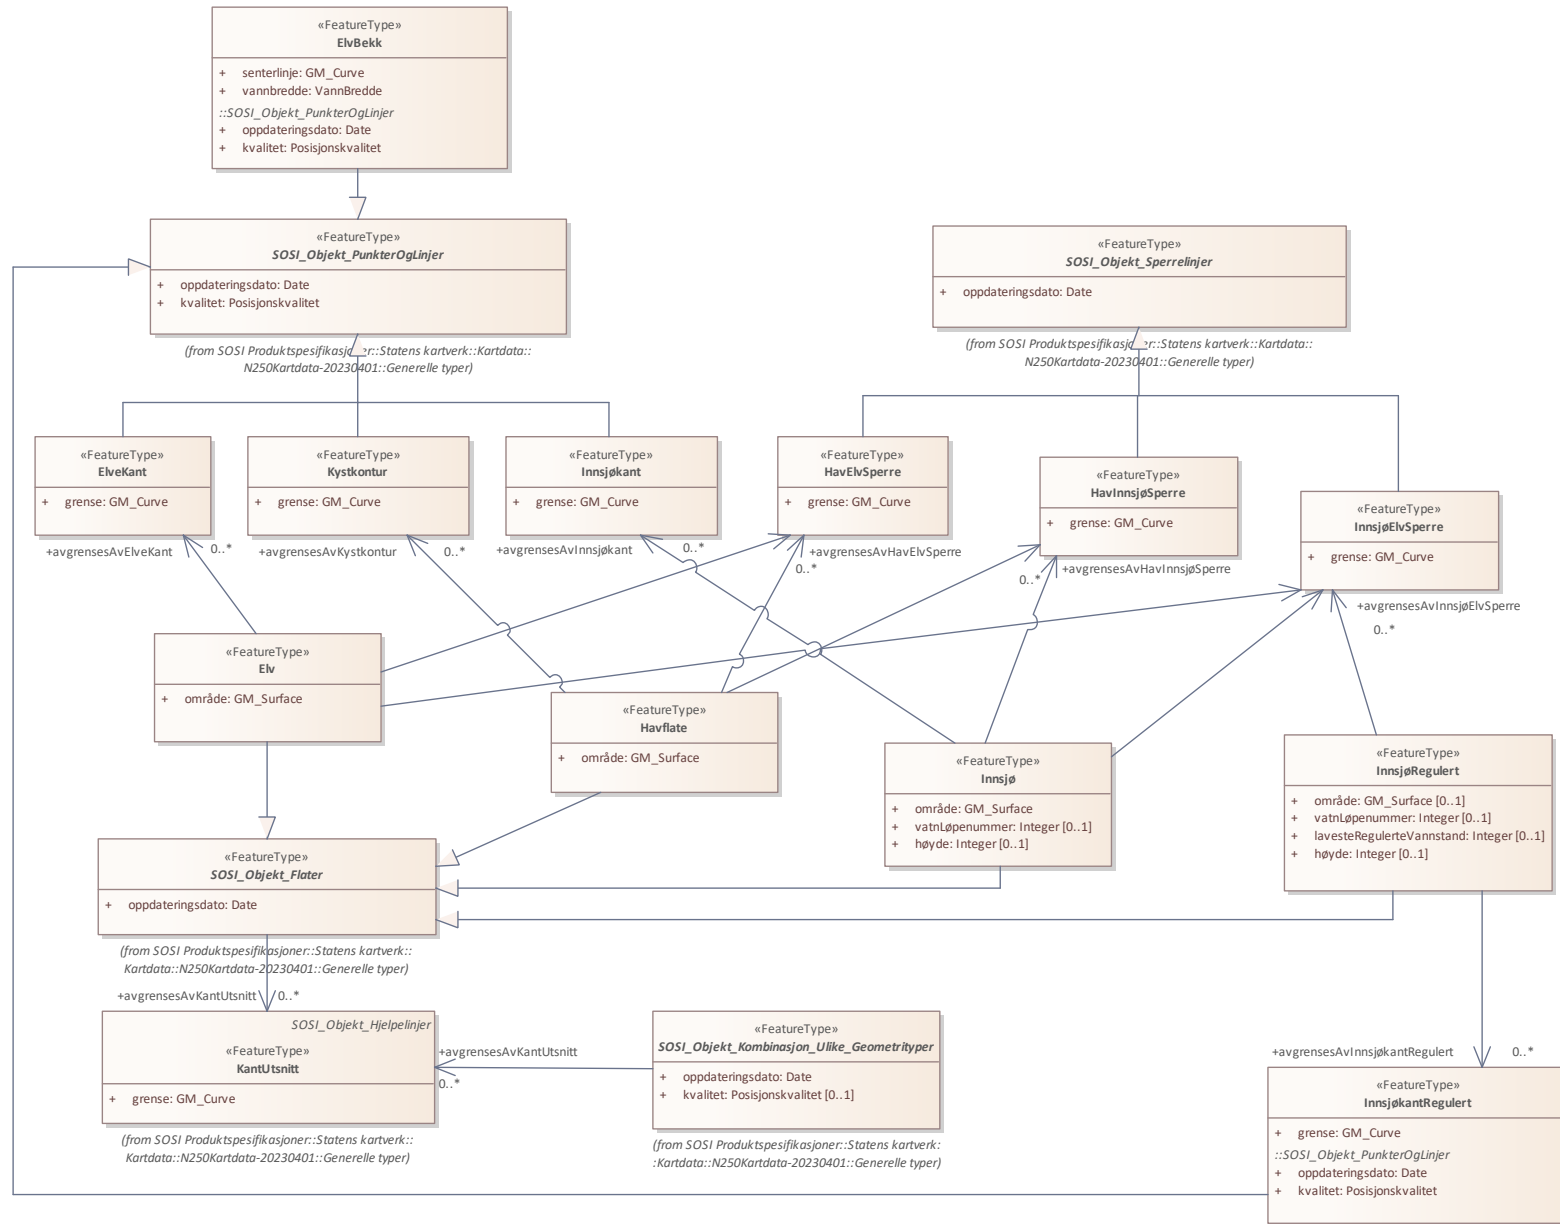 «FeatureType»
ElvBekk
+ senterlinje: GM_Curve
+ vannbredde: VannBredde
::SOSI_Objekt_PunkterOgLinjer
+ oppdateringsdato: Date
+ kvalitet: Posisjonskvalitet
«FeatureType»
SOSI_Objekt_PunkterOgLinjer
+ oppdateringsdato: Date
+ kvalitet: Posisjonskvalitet
(from SOSI Produktspesifikasjoner::Statens kartverk::Kartdata::
N250Kartdata-20230401::Generelle typer)
«FeatureType»
SOSI_Objekt_Sperrelinjer
+ oppdateringsdato: Date
(from SOSI Produktspesifikasjoner::Statens kartverk::Kartdata::
N250Kartdata-20230401::Generelle typer)
«FeatureType»
ElveKant
+ grense: GM_Curve
+avgrensesAvElveKant 0..*
«FeatureType»
Kystkontur
+ grense: GM_Curve
+avgrensesAvKystkontur 0..*
«FeatureType»
Innsjøkant
+ grense: GM_Curve
+avgrensesAvInnsjøkant 0..*
«FeatureType»
HavElvSperre
+ grense: GM_Curve
+avgrensesAvHavElvSperre
0..*
«FeatureType»
HavInnsjøSperre
+ grense: GM_Curve
+avgrensesAvHavInnsjøSperre
0..*
«FeatureType»
InnsjøElvSperre
+ grense: GM_Curve
+avgrensesAvInnsjøElvSperre
0..*
«FeatureType»
Elv
+ område: GM_Surface
«FeatureType»
Havflate
+ område: GM_Surface
«FeatureType»
Innsjø
+ område: GM_Surface
+ vatnLøpenummer: Integer [0..1]
+ høyde: Integer [0..1]
«FeatureType»
InnsjøRegulert
+ område: GM_Surface [0..1]
+ vatnLøpenummer: Integer [0..1]
+ lavesteRegulerteVannstand: Integer [0..1]
+ høyde: Integer [0..1]
«FeatureType»
SOSI_Objekt_Flater
+ oppdateringsdato: Date
(from SOSI Produktspesifikasjoner::Statens kartverk::
Kartdata::N250Kartdata-20230401::Generelle typer)
+avgrensesAvKantUtsnitt 0..*
SOSI_Objekt_Hjelpelinjer
«FeatureType»
KantUtsnitt
+ grense: GM_Curve
(from SOSI Produktspesifikasjoner::Statens kartverk::
Kartdata::N250Kartdata-20230401::Generelle typer)
+avgrensesAvKantUtsnitt
0..*
«FeatureType»
SOSI_Objekt_Kombinasjon_Ulike_Geometrityper
+ oppdateringsdato: Date
+ kvalitet: Posisjonskvalitet [0..1]
(from SOSI Produktspesifikasjoner::Statens kartverk:
:Kartdata::N250Kartdata-20230401::Generelle typer)
+avgrensesAvInnsjøkantRegulert 0..*
«FeatureType»
InnsjøkantRegulert
+ grense: GM_Curve
::SOSI_Objekt_PunkterOgLinjer
+ oppdateringsdato: Date
+ kvalitet: Posisjonskvalitet